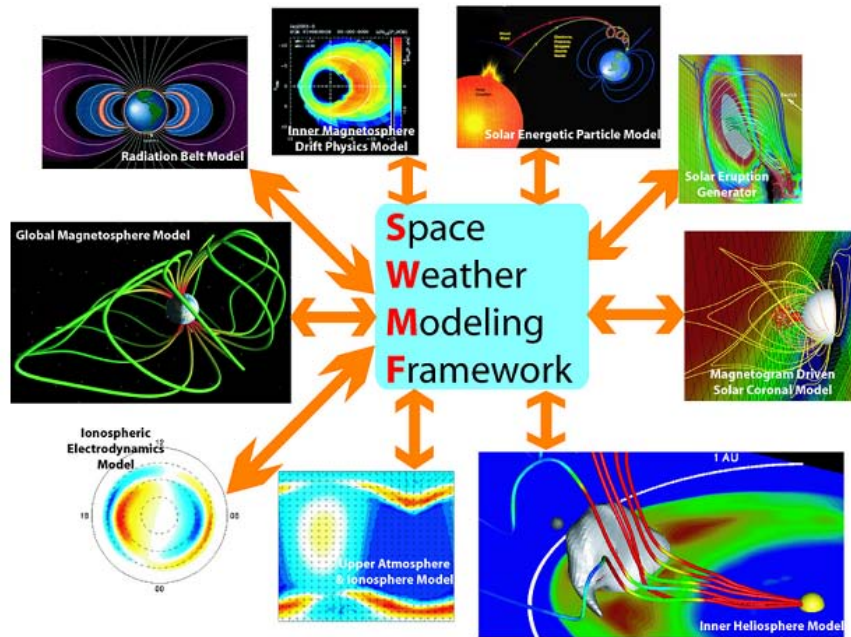 Radiation Belt Model
Inner Magnetosphere
Drift Physics Model
Solar Energetic Particle Model
Solar Eruption
Generator
Global Magnetosphere Model
Space
Weather
Modeling
Framework
Magnetogram Driven
Solar Coronal Model
Ionospheric
Electrodynamics
Model
12
18
06
00
Upper Atmosphere
& Ionosphere Model
1 AU
Inner Heliosphere Model